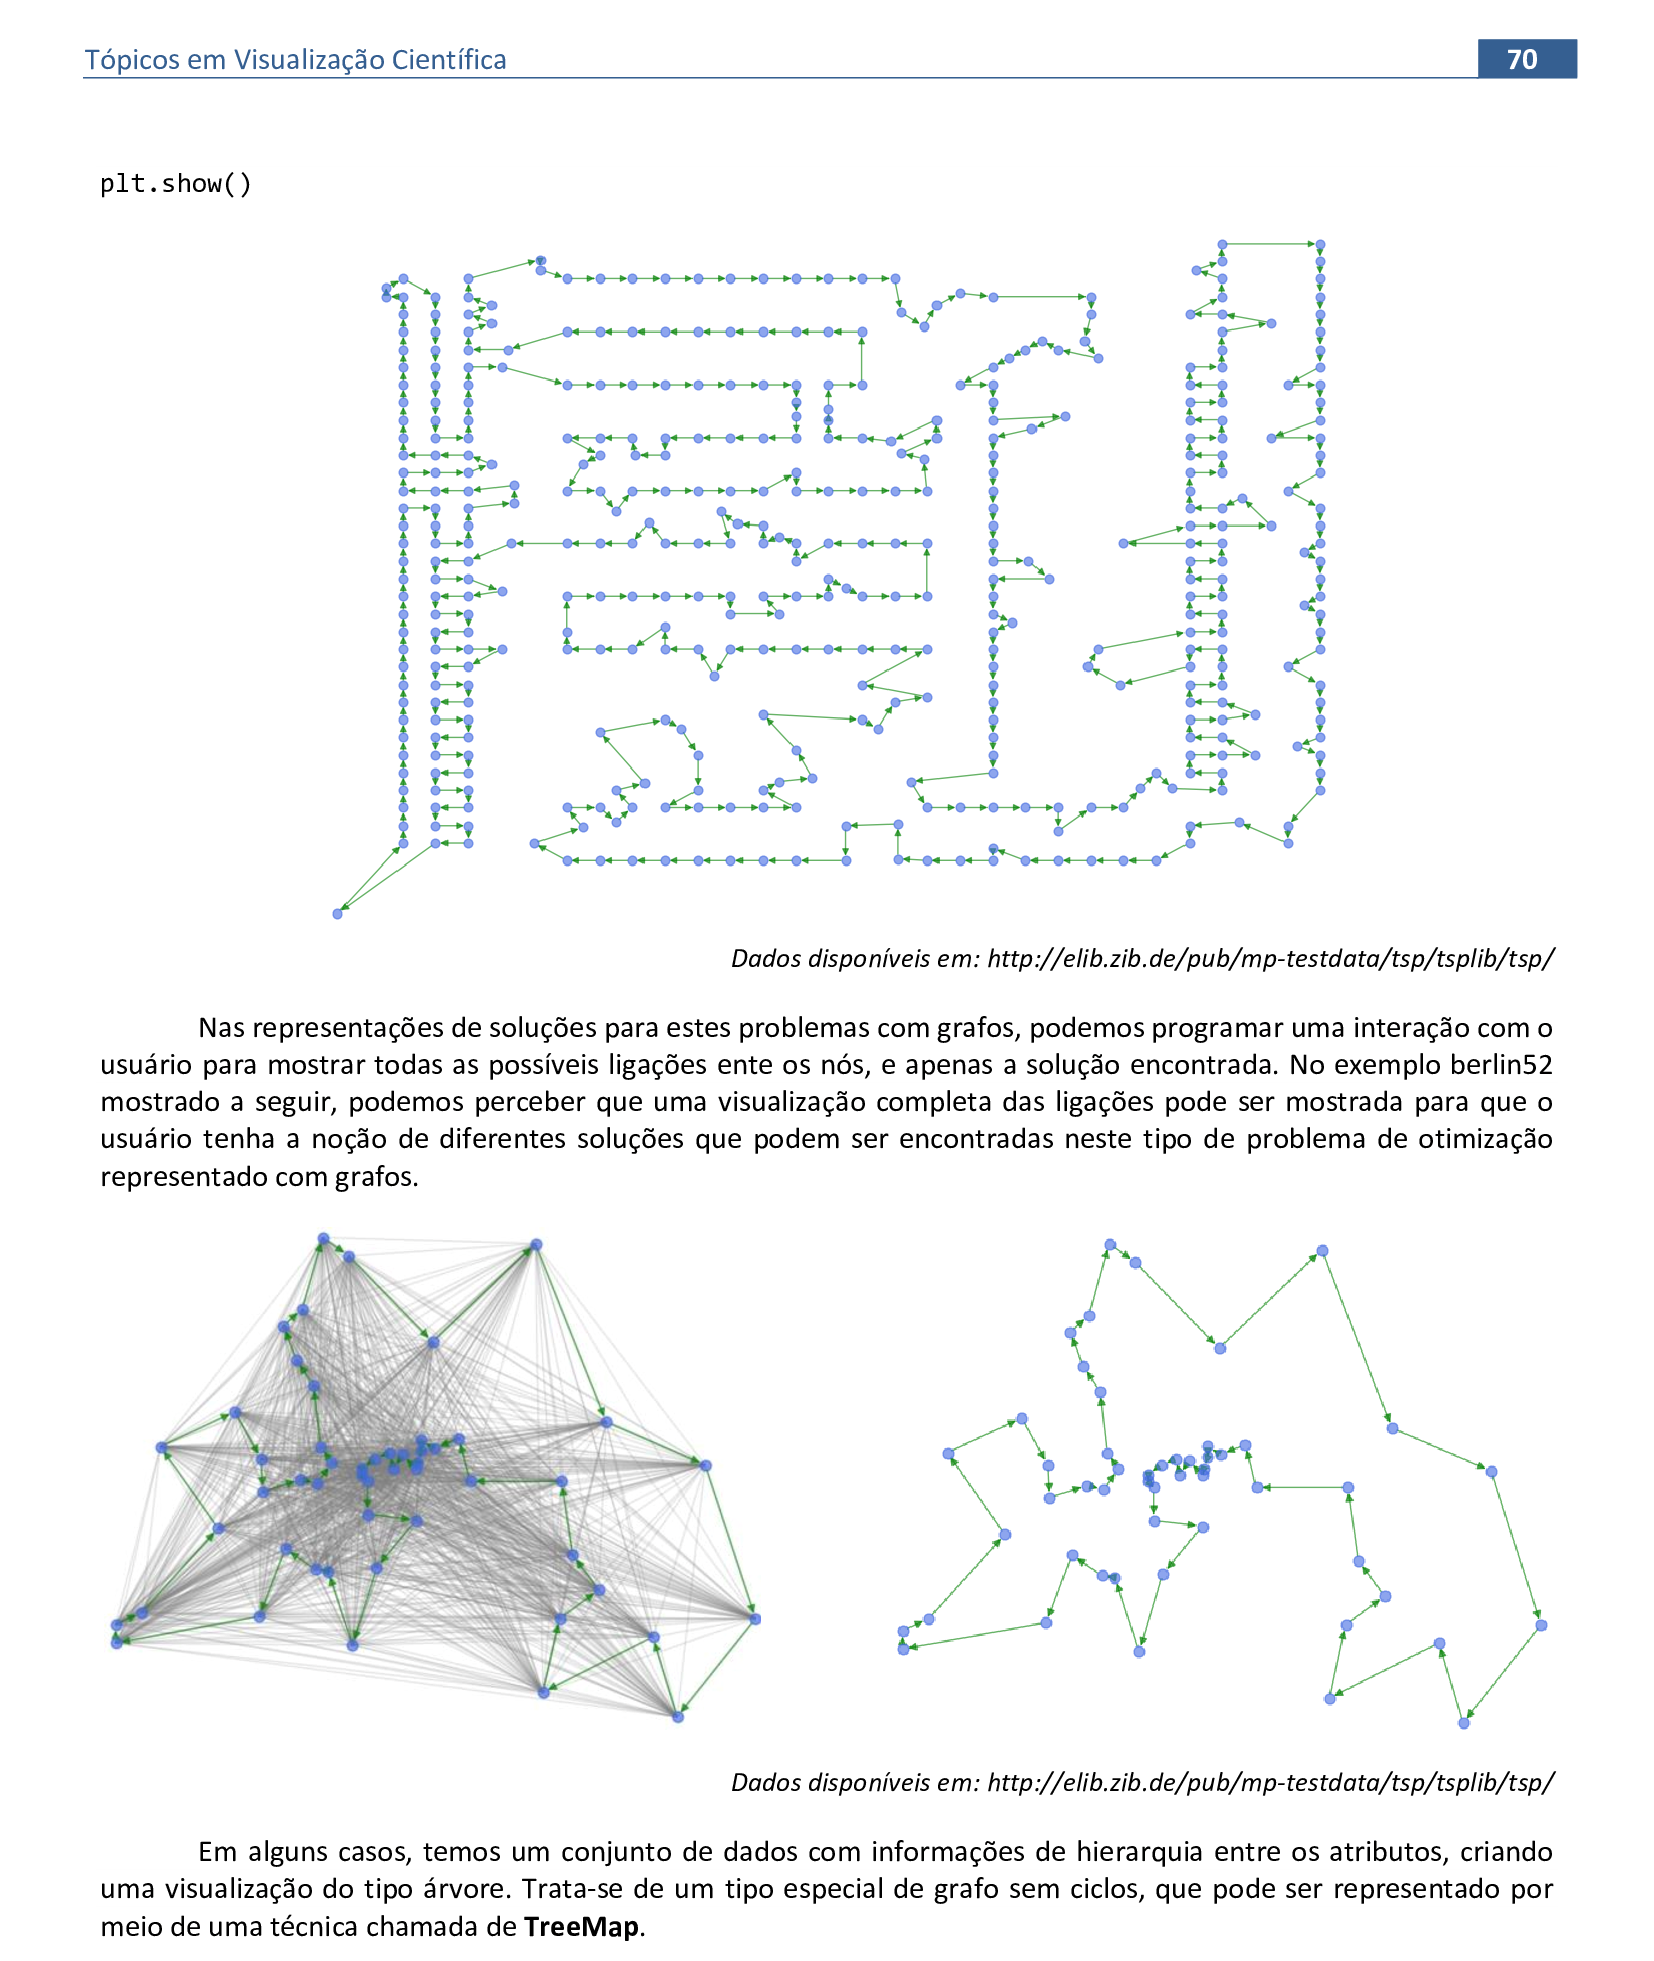 Tópicos em Visualização Científica
70
plt.show()
Dados disponíveis em: http://elib.zib.de/pub/mp-testdata/tsp/tsplib/tsp/
Nas representações de soluções para estes problemas com grafos, podemos programar uma interação com o
usuário para mostrar todas as possíveis ligações ente os nós, e apenas a solução encontrada. No exemplo berlin52
mostrado a seguir, podemos perceber que uma visualização completa das ligações pode ser mostrada para que o
usuário tenha a noção de diferentes soluções que podem ser encontradas neste tipo de problema de otimização
representado com grafos.
Dados disponíveis em: http://elib.zib.de/pub/mp-testdata/tsp/tsplib/tsp/
Em alguns casos, temos um conjunto de dados com informações de hierarquia entre os atributos, criando
uma visualização do tipo árvore. Trata-se de um tipo especial de grafo sem ciclos, que pode ser representado por
meio de uma técnica chamada de TreeMap.